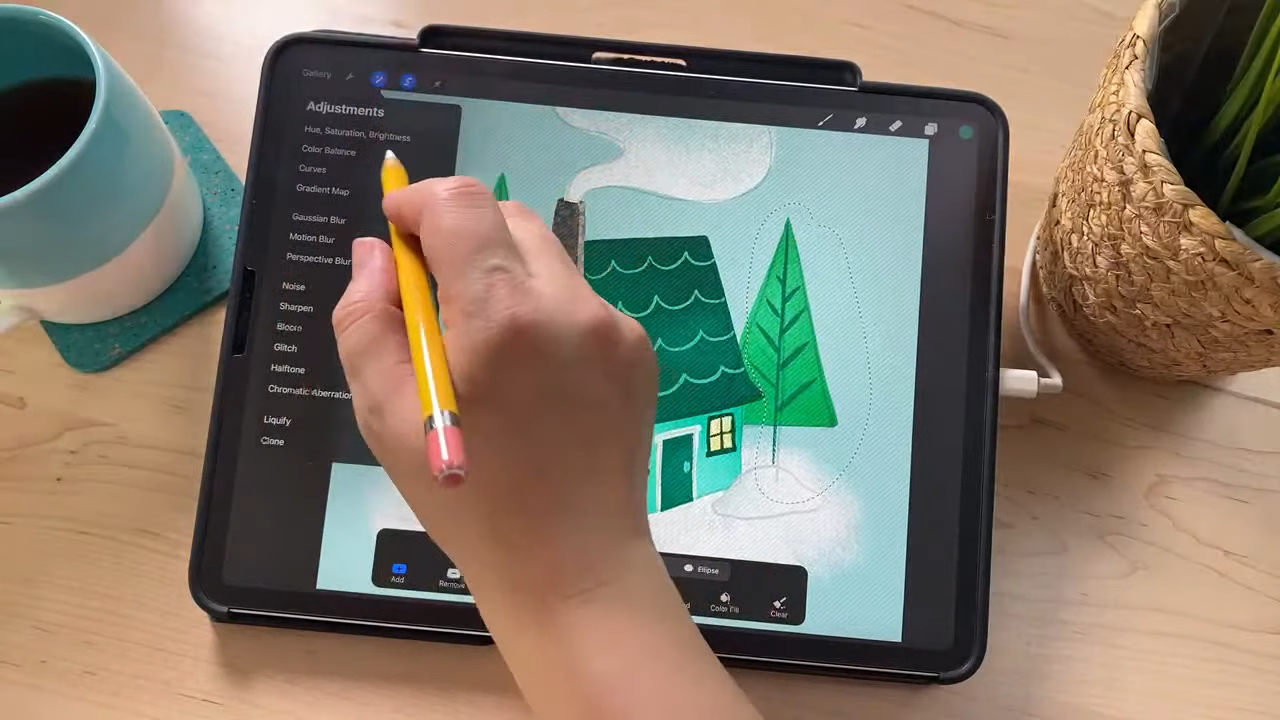 Gallery
Adjustments
Hue, Saturation, Brightness
Color Balance
Curves
Gradient Map
Gaussian Blur
Motion Blur
Perspective Blur
Noise
Sharpen
Bloom
Glitch
Halftone
Chromatic Aberration
Liquify
Clone
Ellipse
Add
Remove
Color Fill
Clear